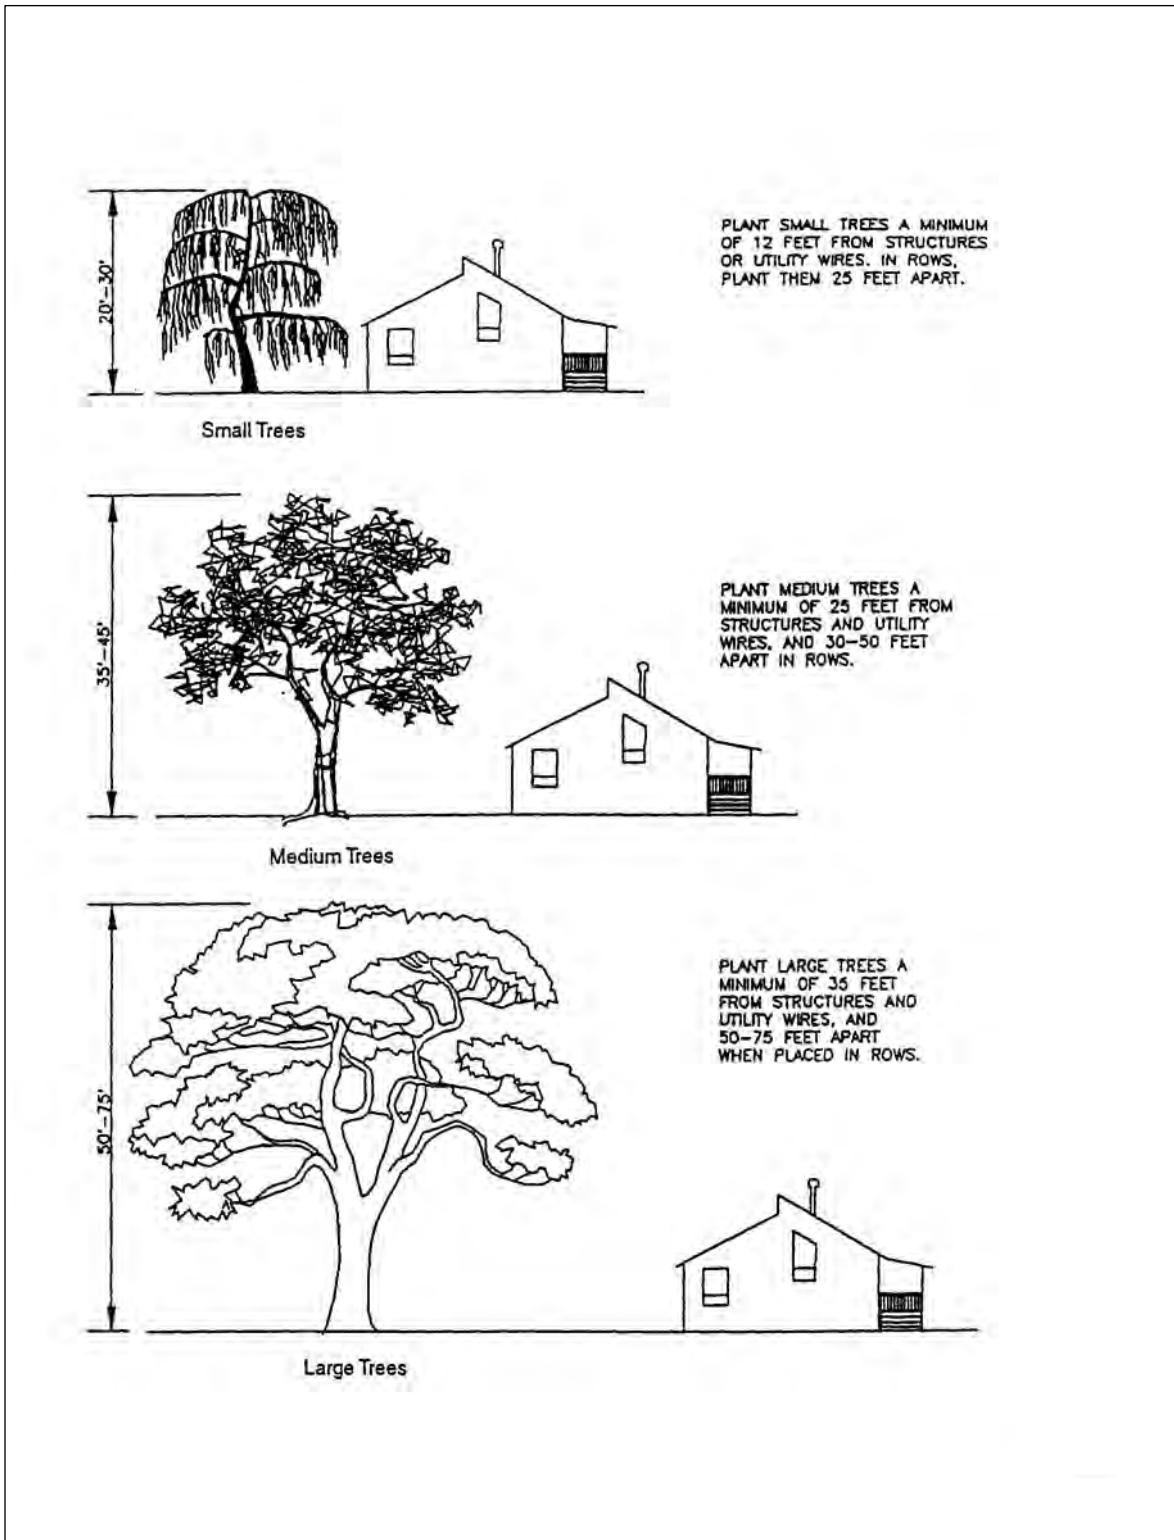 20'-30'
PLANT SMALL TREES A MINIMUM
OF 12 FEET FROM STRUCTURES
OR UTILITY WIRES. IN ROWS,
PLANT THEM 25 FEET APART.
Small Trees
35'-45'
PLANT MEDIUM TREES A
MINIMUM OF 25 FEET FROM
STRUCTURES AND UTILITY
WIRES, AND 30-50 FEET
APART IN ROWS.
Medium Trees
50'-75'
PLANT LARGE TREES A
MINIMUM OF 35 FEET
FROM STRUCTURES AND
UTILITY WIRES, AND
50-75 FEET APART
WHEN PLACED IN ROWS.
Large Trees